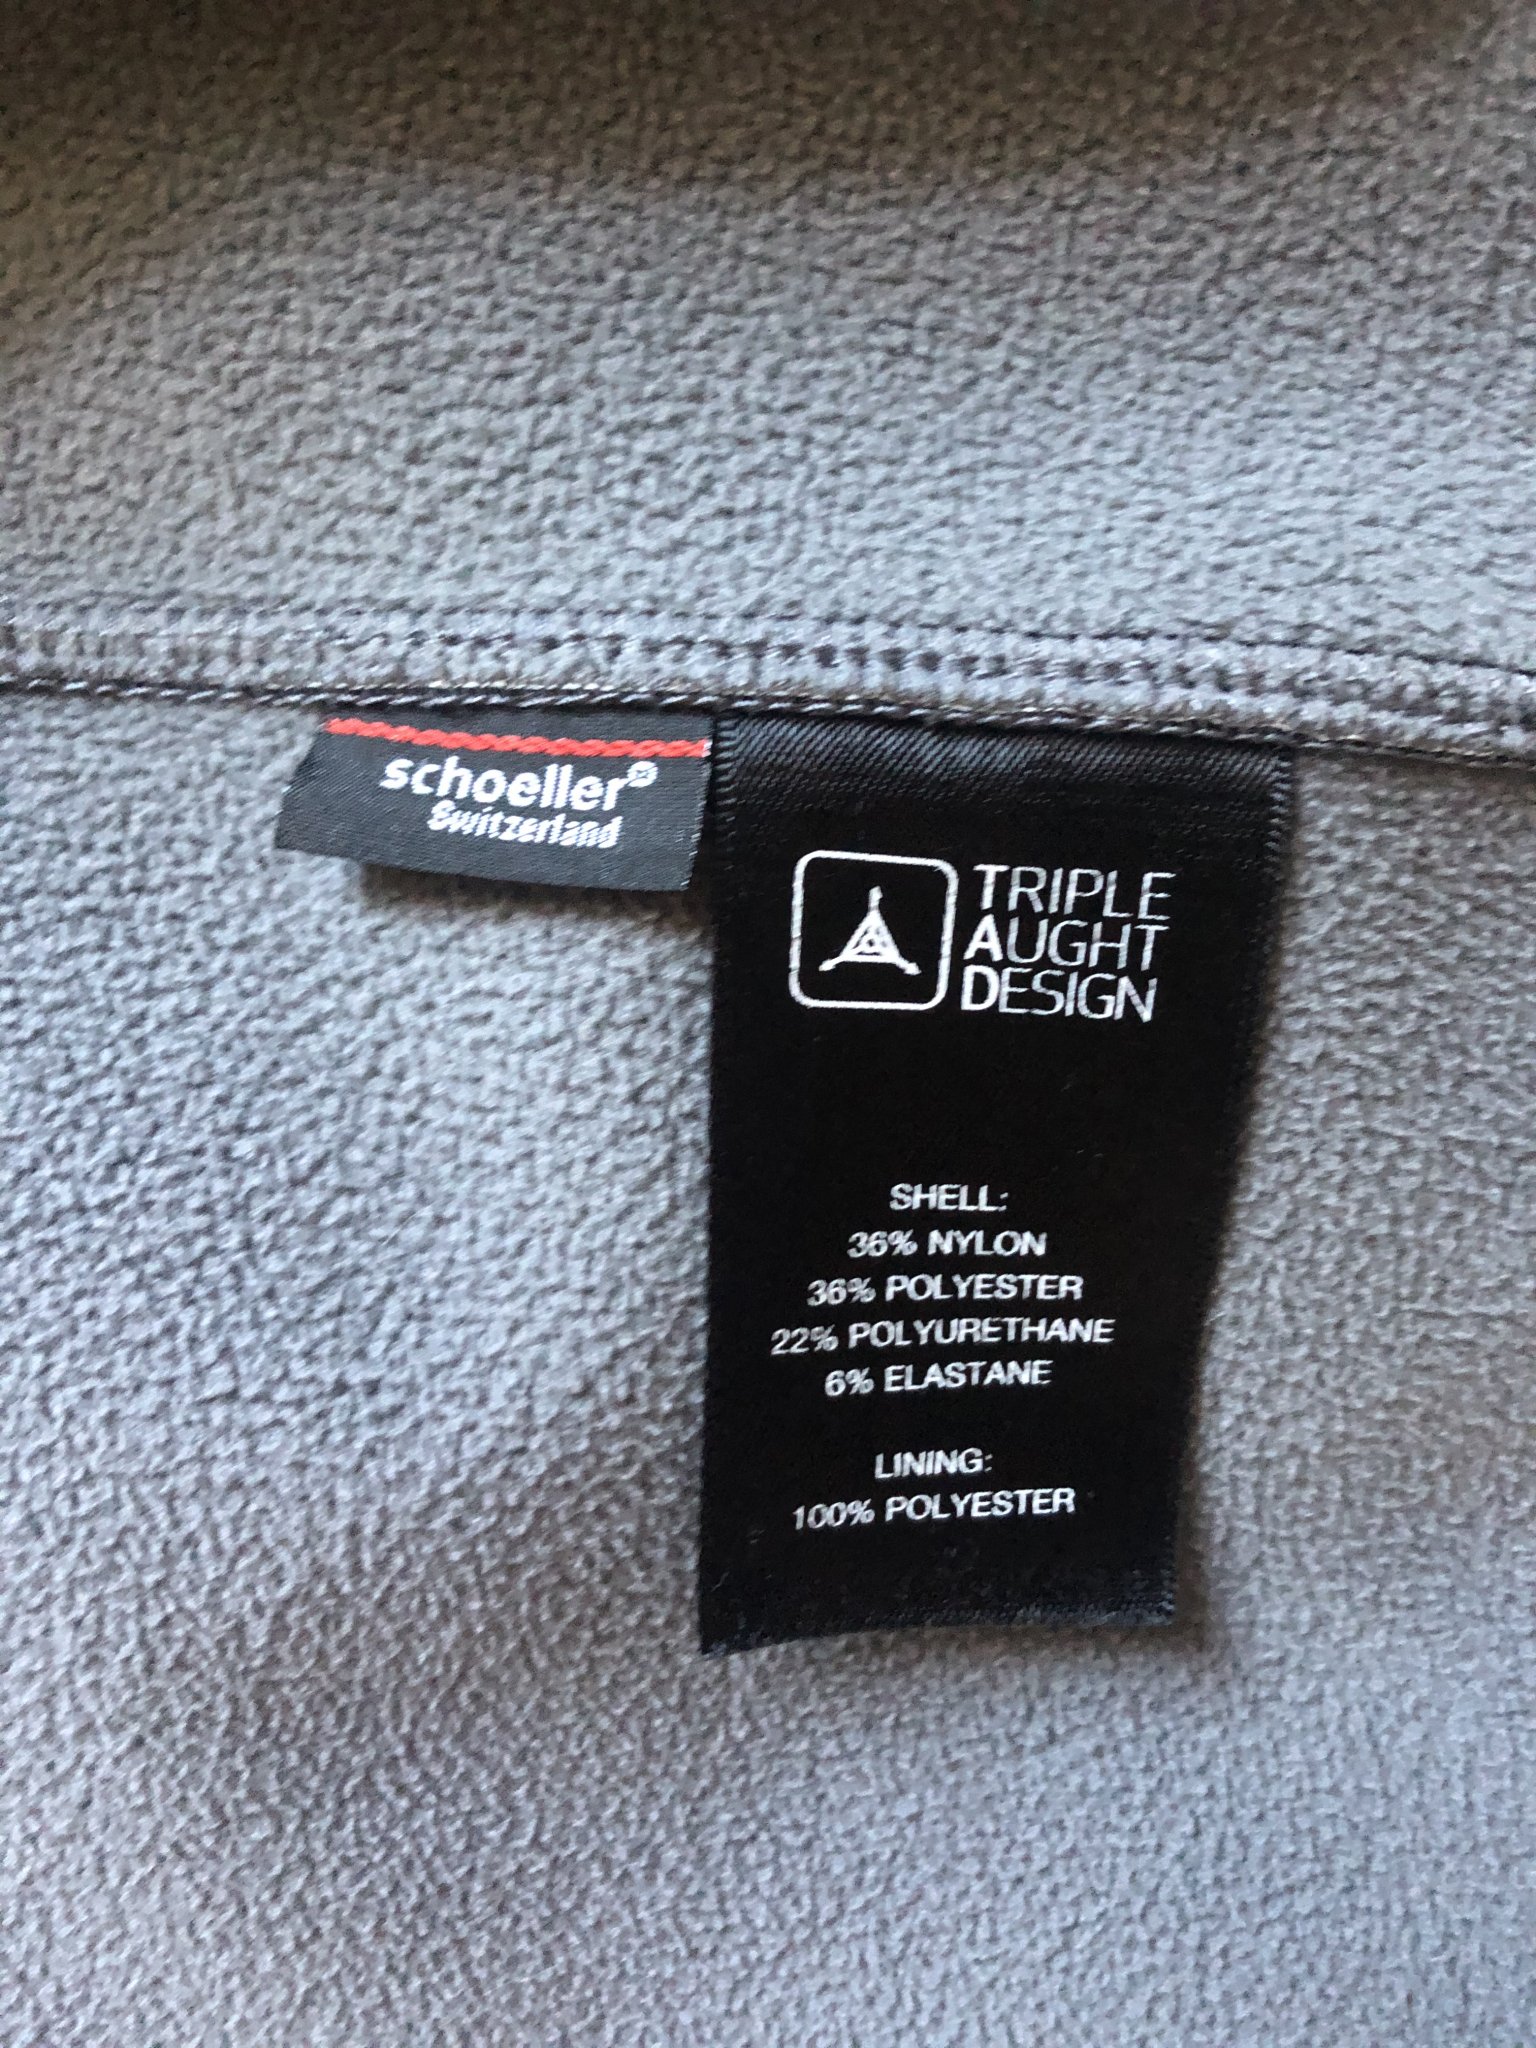 schoeller®
Switzerland
TRIPLE
AUGHT
DESIGN
SHELL:
36% NYLON
36% POLYESTER
22% POLYURETHANE
6% ELASTANE
LINING:
100% POLYESTER